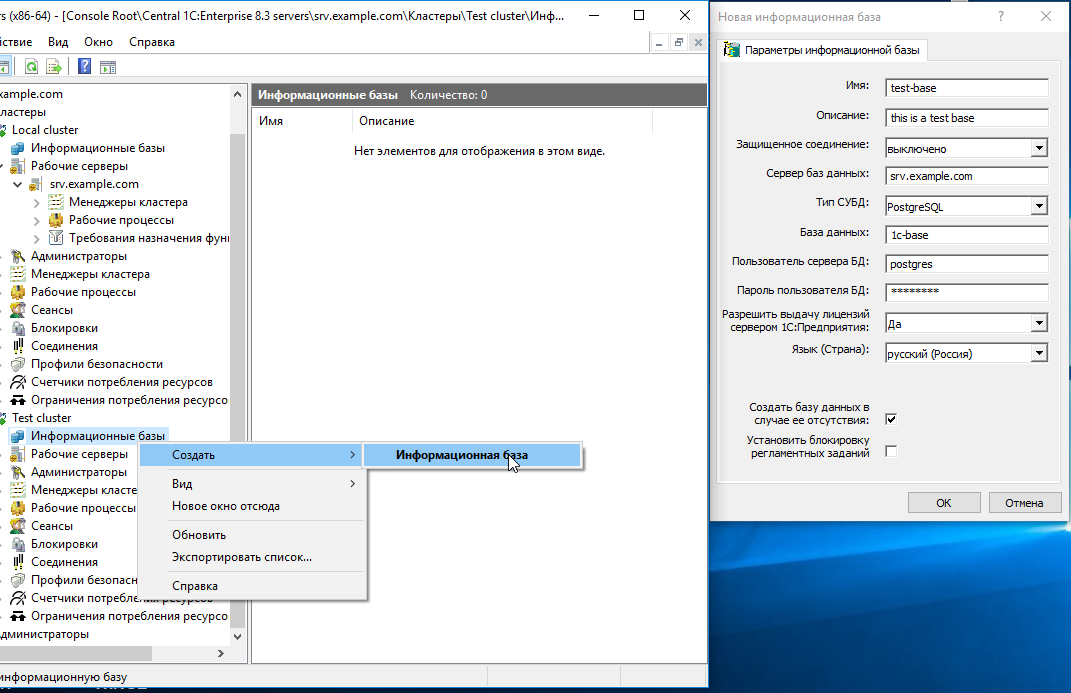 s (x86-64) - [Console Root\Central 1C:Enterprise 8.3 servers\srv.example.com\Кластеры\Test cluster\Инф...
йствие Вид Окно Справка
xample.com
ластеры
Local cluster
Информационные базы
Рабочие серверы
srv.example.com
Менеджеры кластера
Рабочие процессы
Требования назначения фун
Администраторы
Менеджеры кластера
Рабочие процессы
Сеансы
Блокировки
Соединения
Профили безопасности
Счетчики потребления ресурсов
Ограничения потребления ресурсо
Test cluster
Информационные базы
Рабочие серверы
Администраторы
Менеджеры класте
Рабочие процессы
Сеансы
Блокировки
Соединения
Профили безопасн
Счетчики потребления ресурсов
Ограничения потребления ресурсо
дминистраторы
информационную базу
Информационные базы Количество: 0
Имя Описание
Нет элементов для отображения в этом виде.
Создать
Информационная база
Вид
Новое окно отсюда
Обновить
Экспортировать список...
Справка
Новая информационная база ?
Параметры информационной базы
Имя: test-base
Описание: this is a test base
Защищенное соединение: выключено
Сервер баз данных: srv.example.com
Тип СУБД: PostgreSQL
База данных: 1c-base
Пользователь сервера БД: postgres
Пароль пользователя БД: ********
Разрешить выдачу лицензий
сервером 1С:Предприятия: Да
Язык (Страна): русский (Россия)
Создать базу данных в
случае ее отсутствия:
Установить блокировку
регламентных заданий
OK Отмена